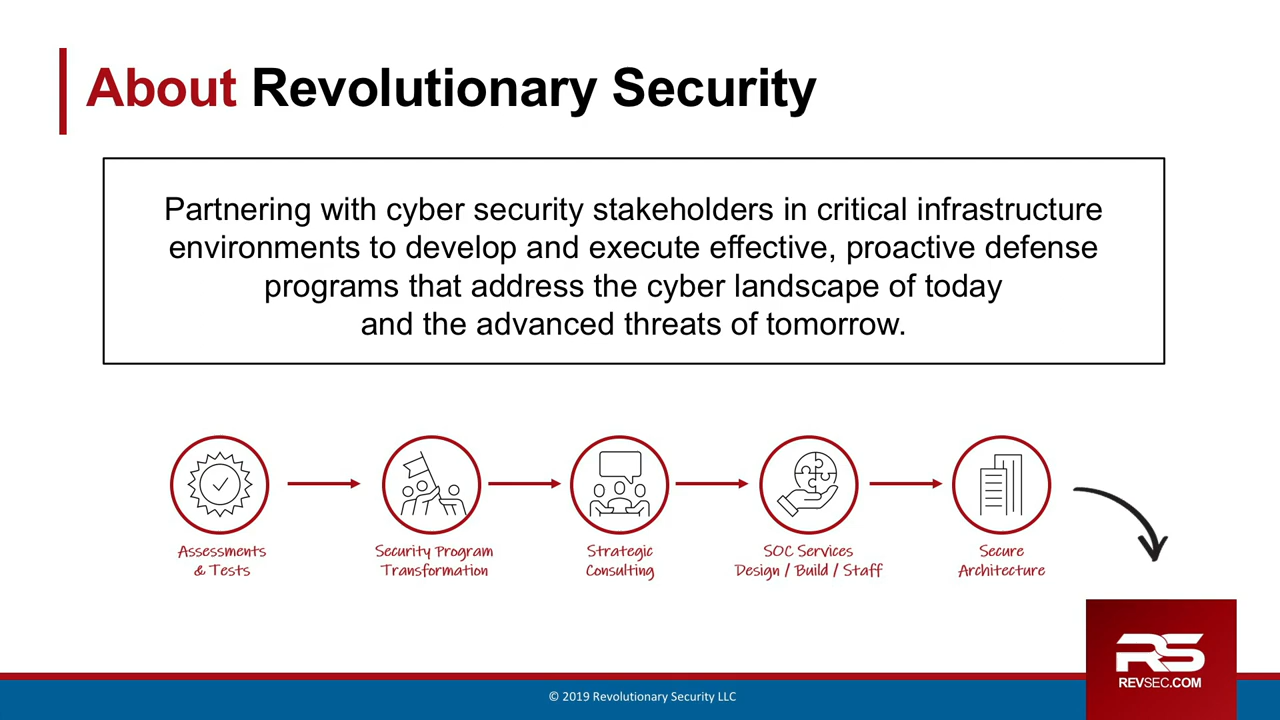 About Revolutionary Security
Partnering with cyber security stakeholders in critical infrastructure
environments to develop and execute effective, proactive defense
programs that address the cyber landscape of today
and the advanced threats of tomorrow.
Assessments
& Tests
Security Program
Transformation
Strategic
Consulting
SOC Services
Design / Build / Staff
Secure
Architecture
RS
REVSEC.COM
© 2019 Revolutionary Security LLC